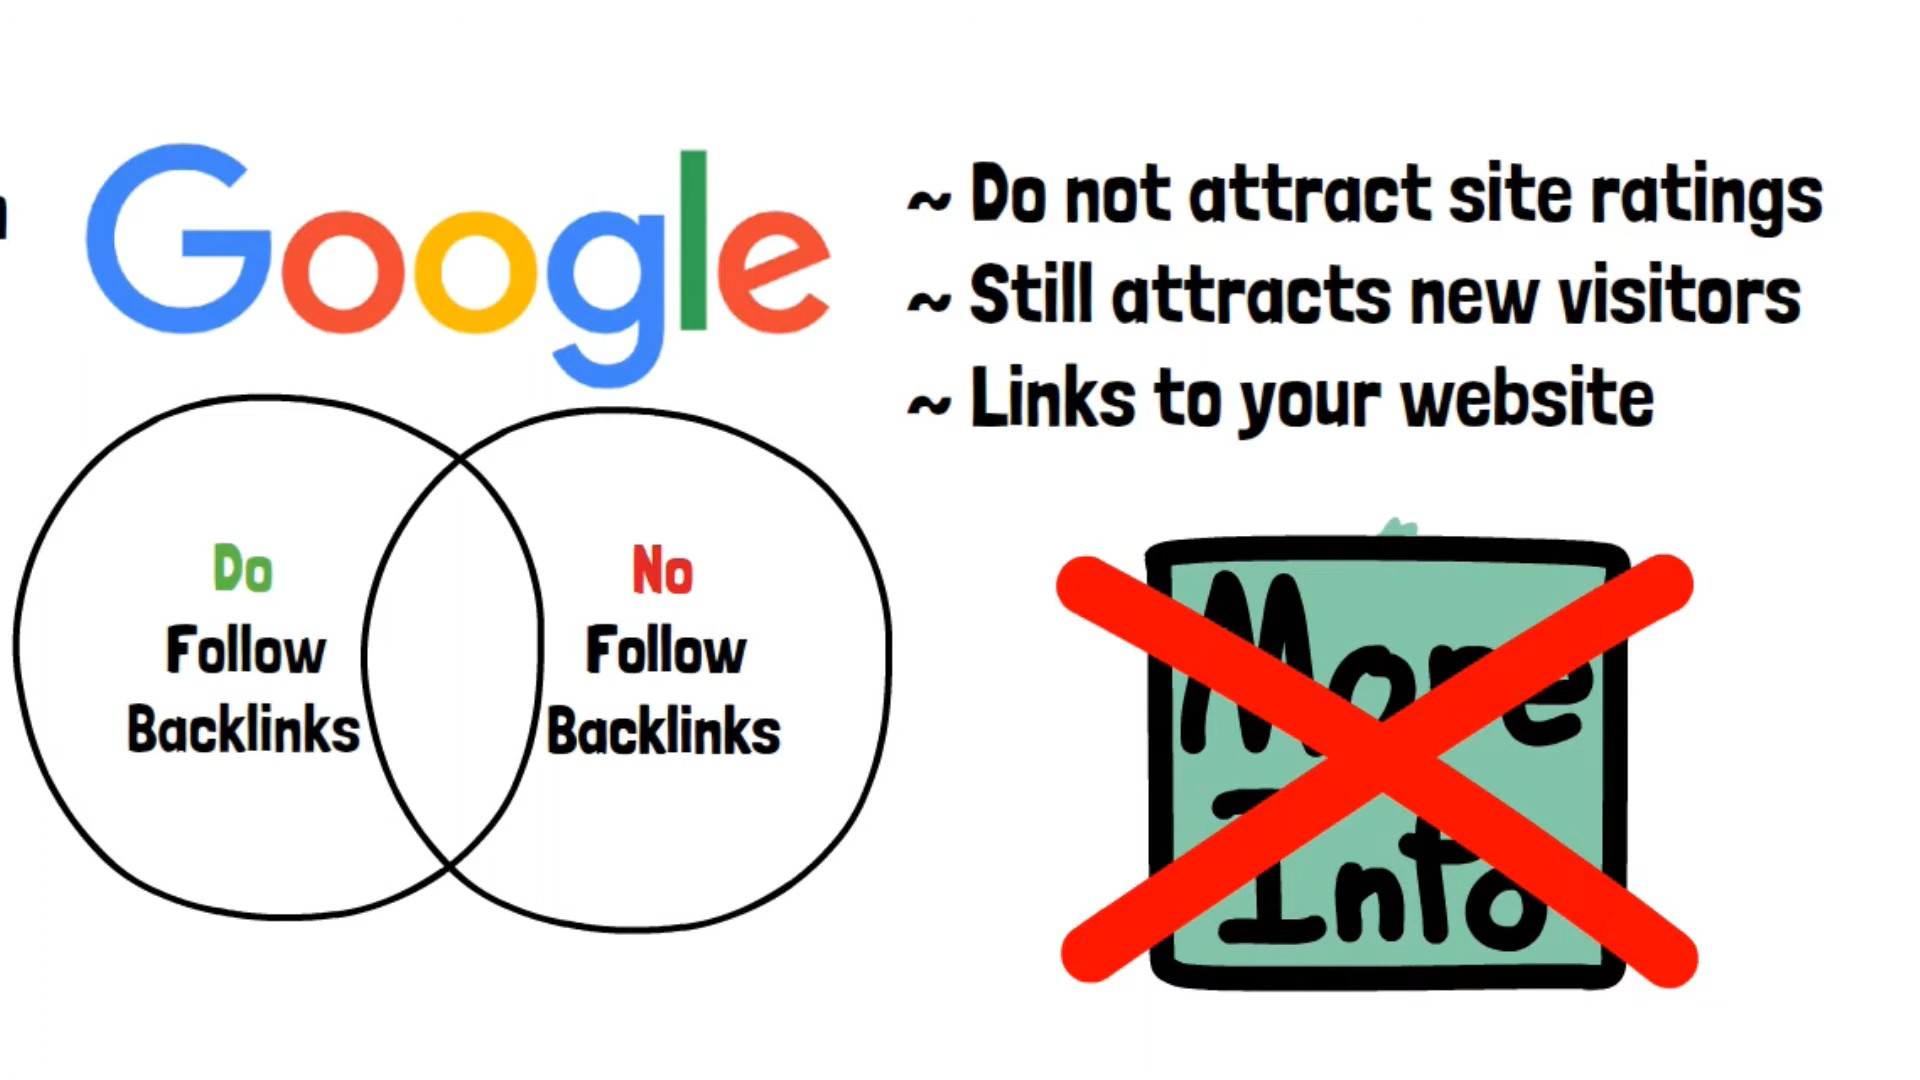 Google
~ Do not attract site ratings
~ Still attracts new visitors
~ Links to your website
Do
Follow
Backlinks
No
Follow
Backlinks
More
Info